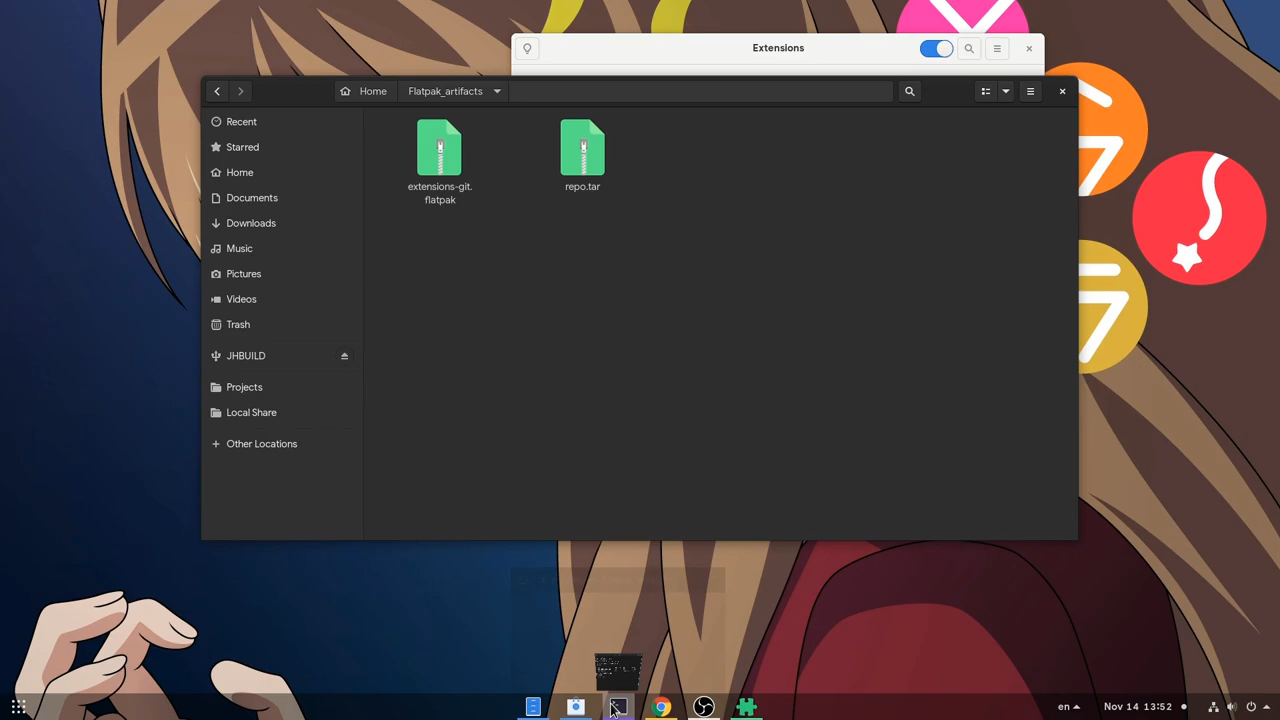 Extensions
Home
Flatpak_artifacts
Recent
Starred
Home
Documents
Downloads
Music
Pictures
Videos
Trash
JHBUILD
Projects
Local Share
Other Locations
extensions-git.
flatpak
repo.tar
en
Nov 14 13:52